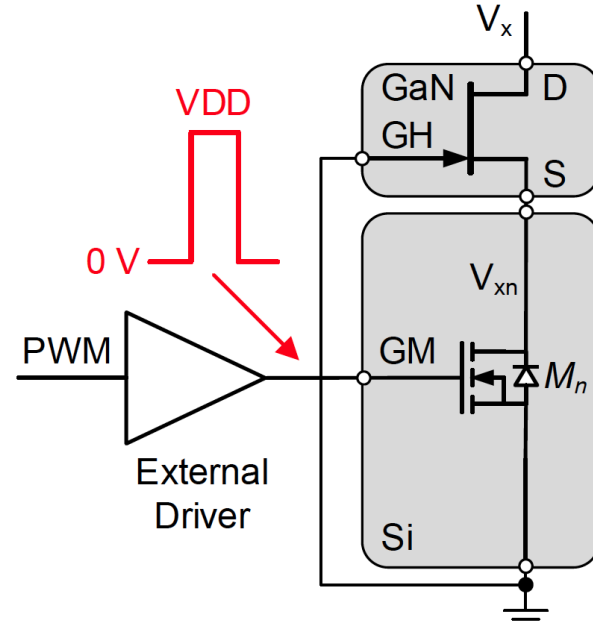 Vx
GaN
D
VDD
GH
S
0 V
Vxn
PWM
GM
Mn
External
Driver
Si